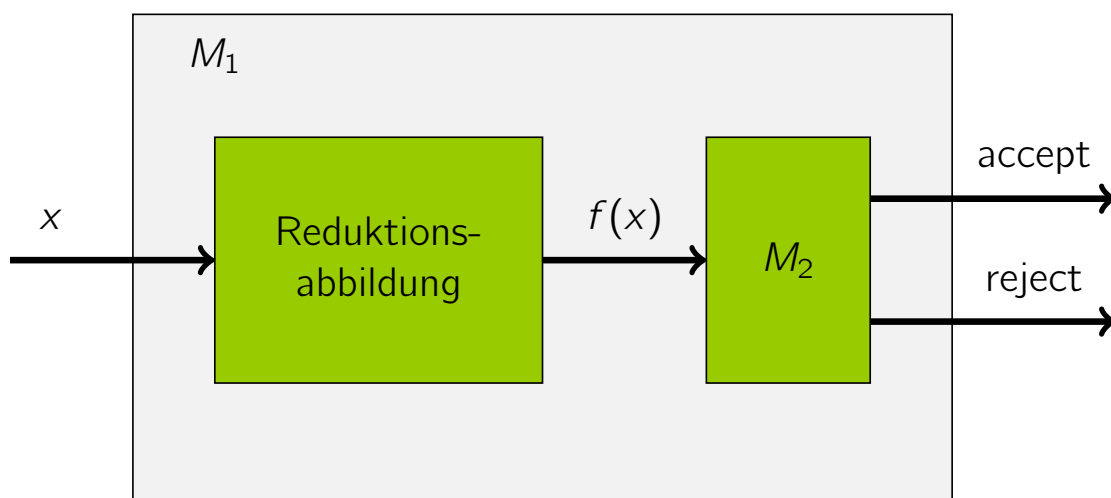 M₁
accept
x
Reduktions-
abbildung
f(x)
M₂
reject